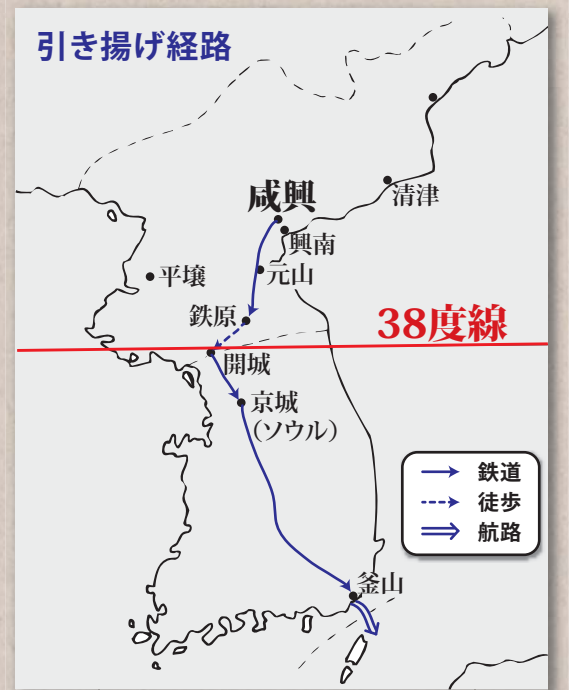 引き揚げ経路
清津
咸興
興南
平壌
元山
鉄原
38度線
開城
京城
（ソウル）
鉄道
徒歩
航路
釜山